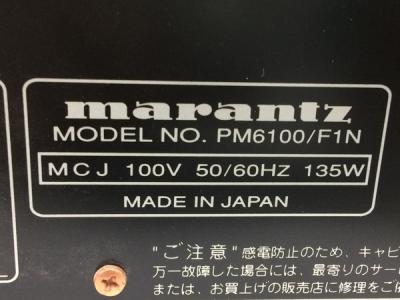 marantz
MODEL NO. PM6100/F1N
MCJ 100V 50/60HZ 135W
MADE IN JAPAN
"ご注意" 感電防止のため、キャビ
万一故障した場合には、最寄りのサー
または、お買上げの販売店に修理をご依